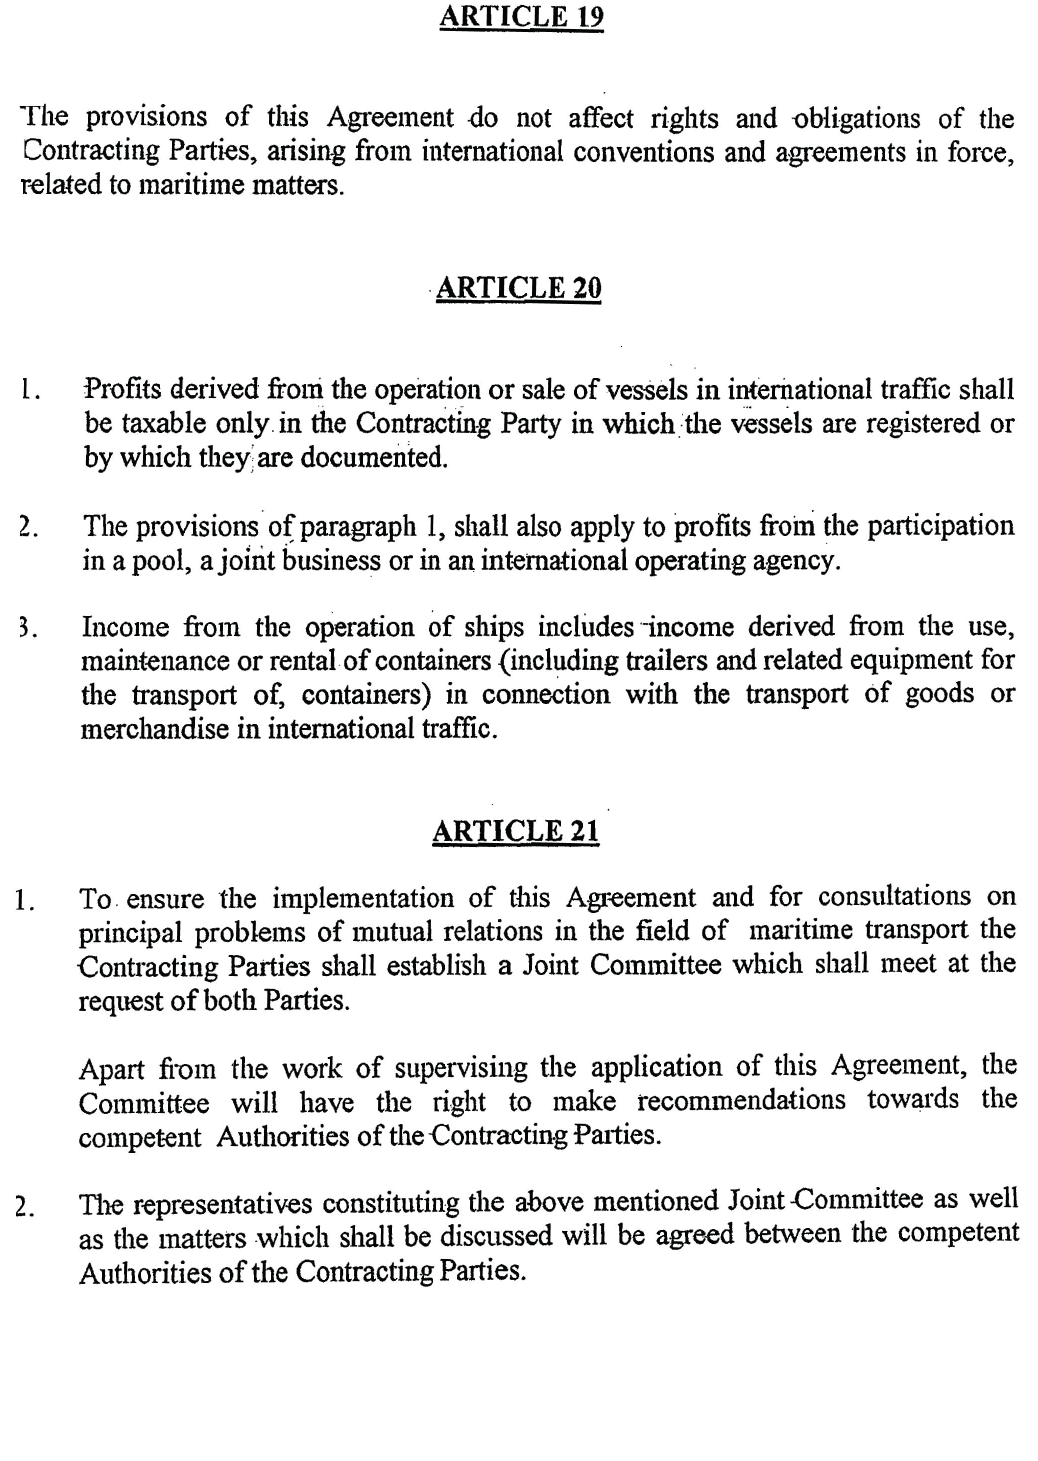 ARTICLE 19
The provisions of this Agreement do not affect rights and obligations of the
Contracting Parties, arising from international conventions and agreements in force,
related to maritime matters.
ARTICLE 20
1. Profits derived from the operation or sale of vessels in international traffic shall
be taxable only in the Contracting Party in which the vessels are registered or
by which they are documented.
2. The provisions of paragraph 1, shall also apply to profits from the participation
in a pool, a joint business or in an international operating agency.
3. Income from the operation of ships includes income derived from the use,
maintenance or rental of containers (including trailers and related equipment for
the transport of, containers) in connection with the transport of goods or
merchandise in international traffic.
ARTICLE 21
1. To ensure the implementation of this Agreement and for consultations on
principal problems of mutual relations in the field of maritime transport the
Contracting Parties shall establish a Joint Committee which shall meet at the
request of both Parties.
Apart from the work of supervising the application of this Agreement, the
Committee will have the right to make recommendations towards the
competent Authorities of the Contracting Parties.
2. The representatives constituting the above mentioned Joint Committee as well
as the matters which shall be discussed will be agreed between the competent
Authorities of the Contracting Parties.